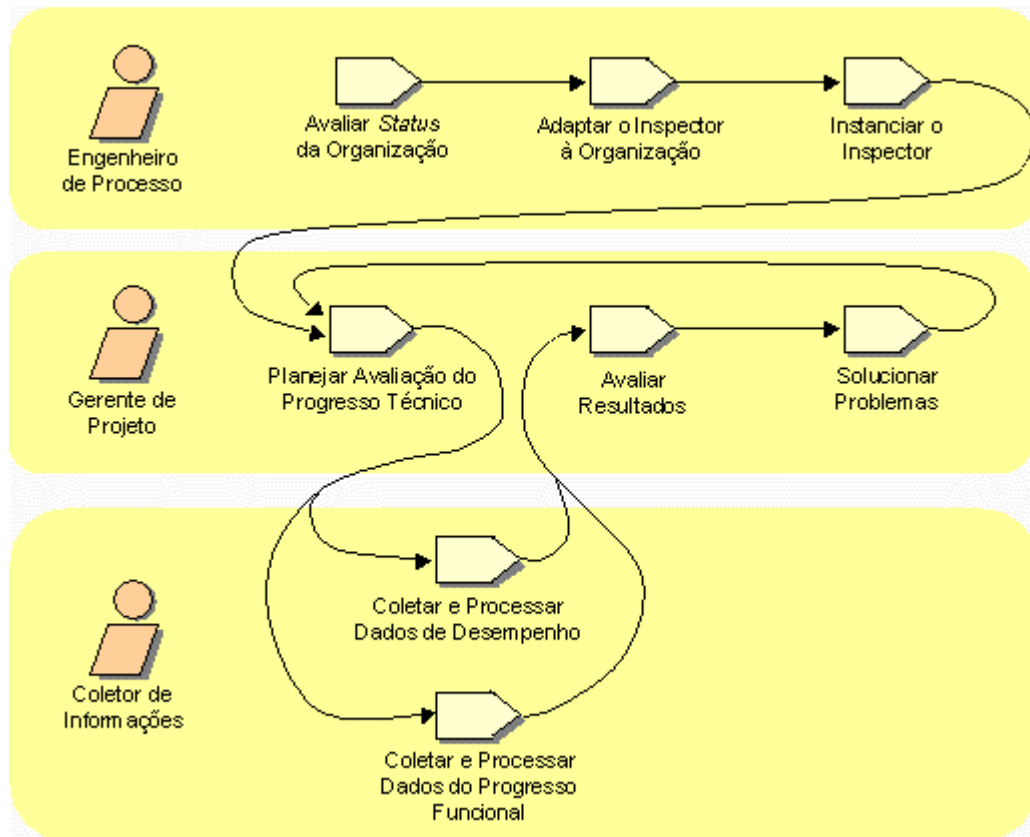 Engenheiro
de Processo
Avaliar Status
da Organização
Adaptar o Inspector
à Organização
Instanciar o
Inspector
Gerente de
Projeto
Planejar Avaliação do
Progresso Técnico
Avaliar
Resultados
Solucionar
Problemas
Coletor de
Informações
Coletar e Processar
Dados de Desempenho
Coletar e Processar
Dados do Progresso
Funcional